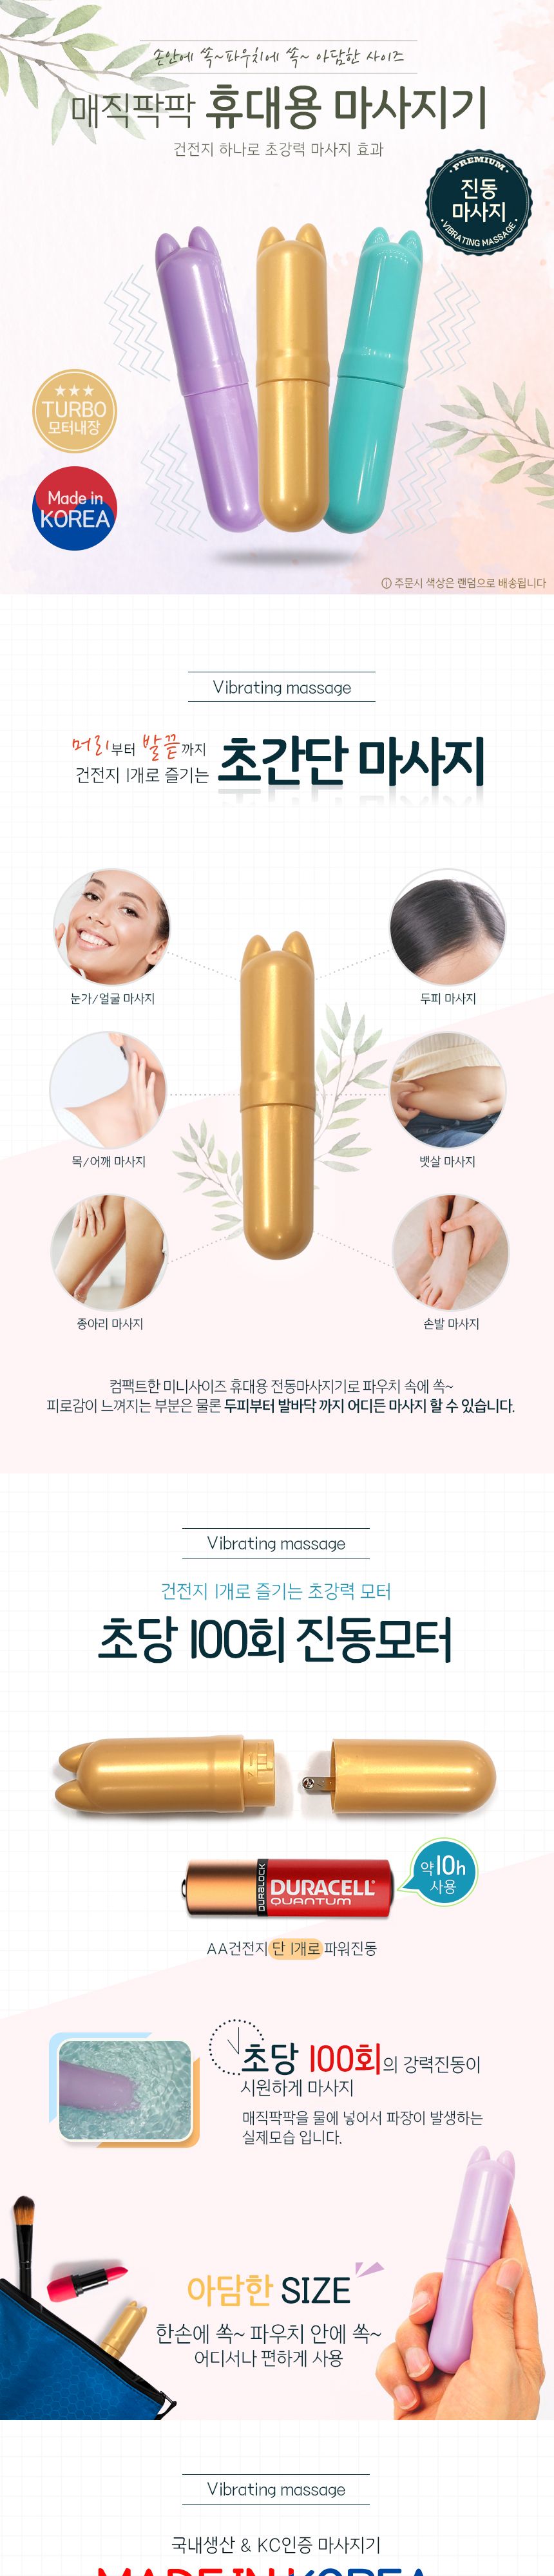 손안에 쏙~파우치에 쏙~ 아담한 사이즈
매직팍팍 휴대용 마사지기
건전지 하나로 초강력 마사지 효과
PREMIUM
진동
마사지
VIBRATING MASSAGE
TURBO
모터내장
Made in
KOREA
ⓘ 주문시 색상은 랜덤으로 배송됩니다
Vibrating massage
머리부터 발끝까지
건전지 1개로 즐기는 초간단 마사지
눈가/얼굴 마사지
두피 마사지
목/어깨 마사지
뱃살 마사지
종아리 마사지
손발 마사지
컴팩트한 미니사이즈 휴대용 전동마사지기로 파우치 속에 쏙~
피로감이 느껴지는 부분은 물론 두피부터 발바닥 까지 어디든 마사지 할 수 있습니다.
Vibrating massage
건전지 1개로 즐기는 초강력 모터
초당 100회 진동모터
DURALOCK
DURACELL
QUANTUM
약10h
사용
AA건전지 단 1개로 파워진동
초당 100회의 강력진동이
시원하게 마사지
매직팍팍을 물에 넣어서 파장이 발생하는
실제모습 입니다.
아담한 SIZE
한손에 쏙~ 파우치 안에 쏙~
어디서나 편하게 사용
Vibrating massage
국내생산 & KC인증 마사지기
MADE IN KOREA